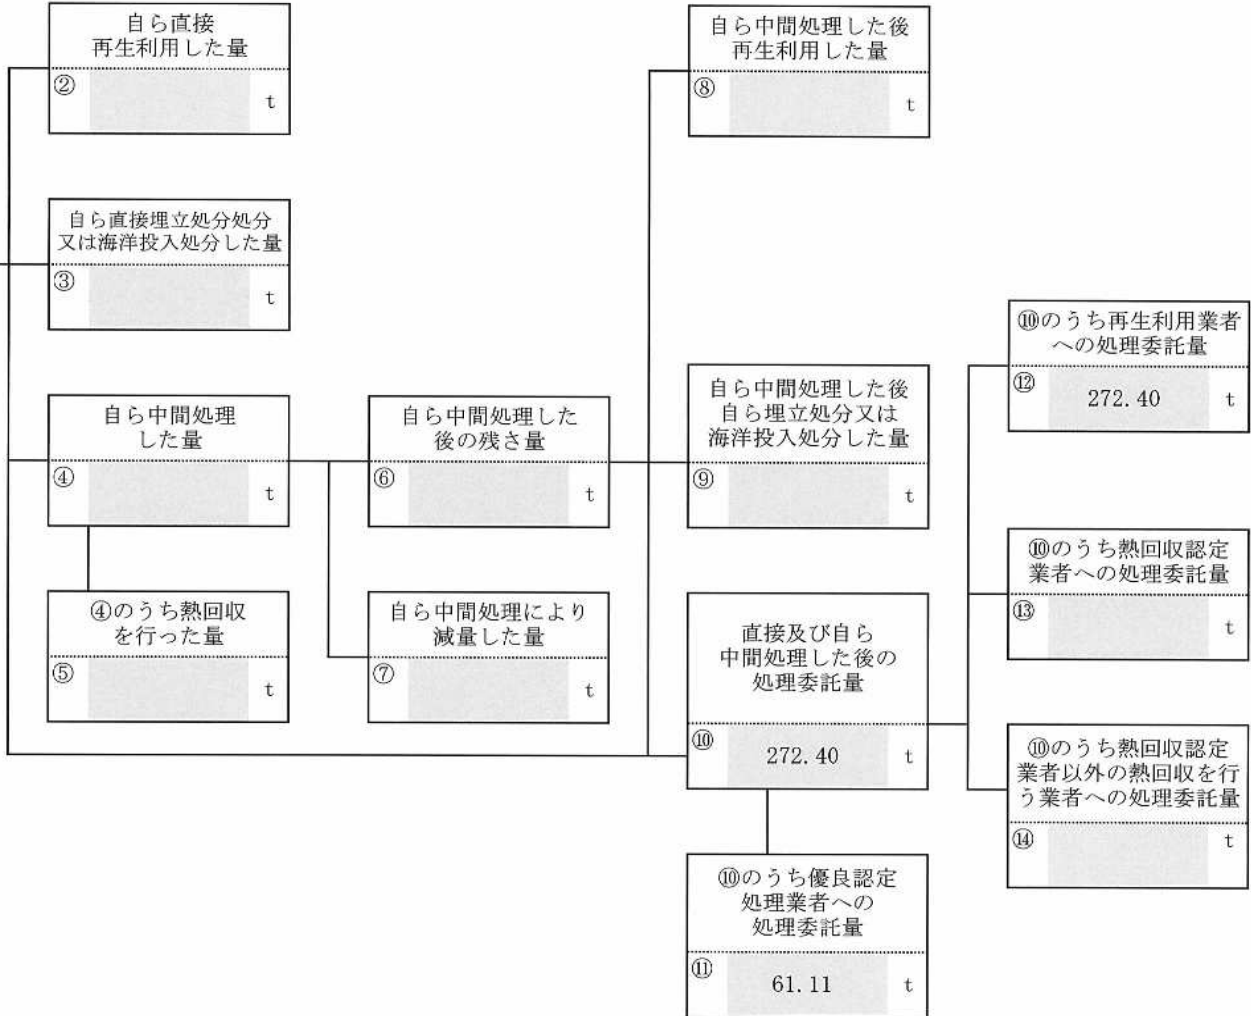 自ら直接
再生利用した量
②
t
自ら直接埋立処分処分
又は海洋投入処分した量
③
t
自ら中間処理
した量
④
t
④のうち熱回収
を行った量
⑤
t
自ら中間処理した
後の残さ量
⑥
t
自ら中間処理により
減量した量
⑦
t
自ら中間処理した後
再生利用した量
⑧
t
自ら中間処理した後
自ら埋立処分又は
海洋投入処分した量
⑨
t
直接及び自ら
中間処理した後の
処理委託量
⑩ 272.40 t
⑩のうち優良認定
処理業者への
処理委託量
⑪ 61.11 t
⑩のうち再生利用業者
への処理委託量
⑫ 272.40 t
⑩のうち熱回収認定
業者への処理委託量
⑬
t
⑩のうち熱回収認定
業者以外の熱回収を行
う業者への処理委託量
⑭
t